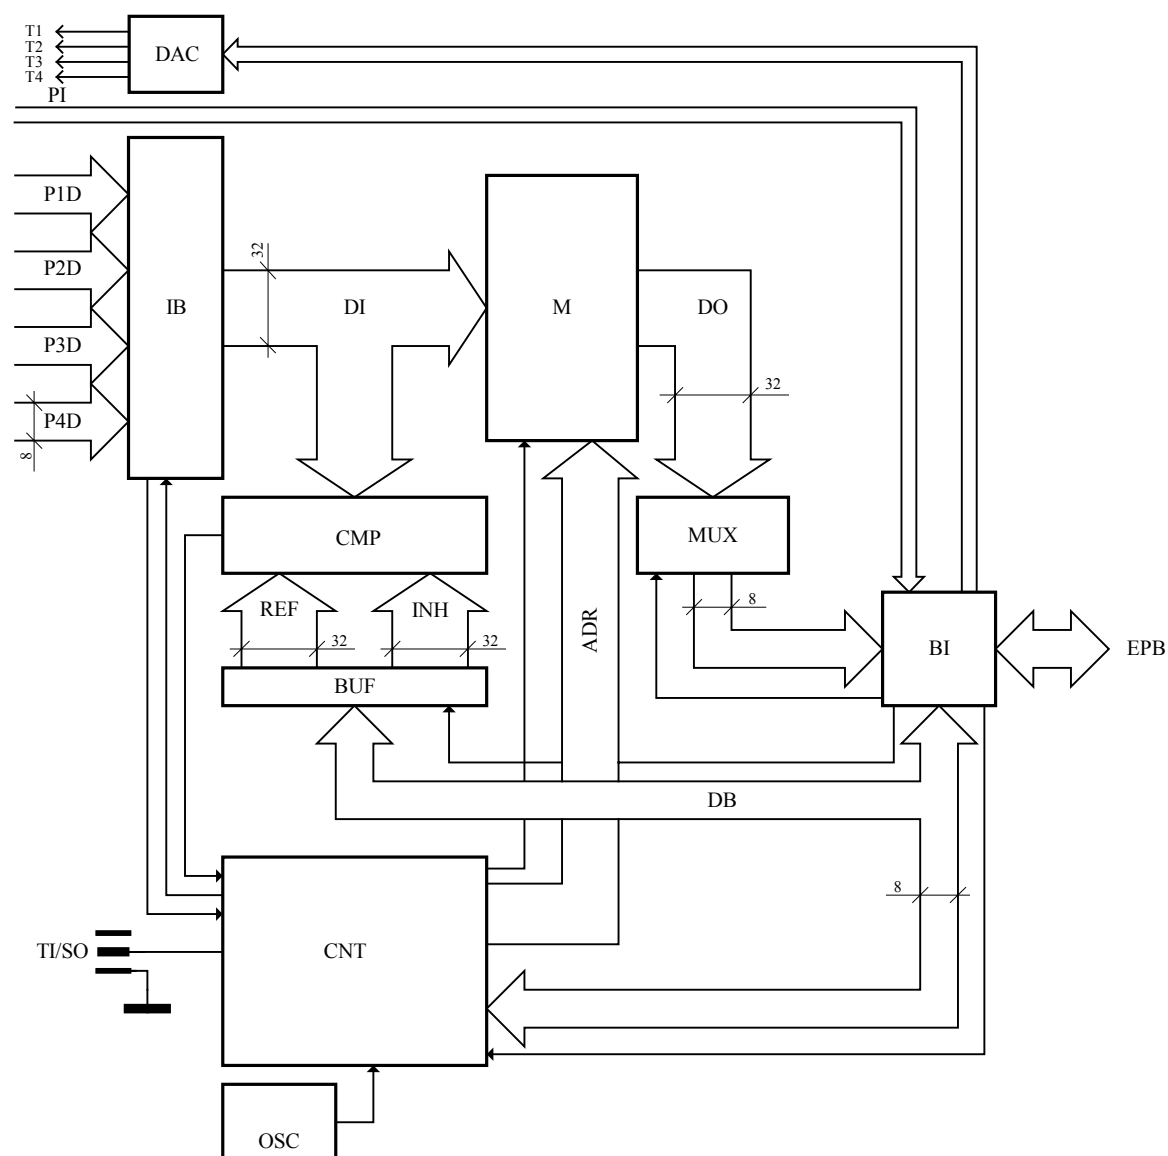 T1
T2
T3
T4
DAC
PI
P1D
P2D
P3D
P4D
8
IB
32
DI
M
DO
32
CMP
MUX
REF
INH
32
32
ADR
8
BUF
BI
EPB
DB
8
TI/SO
CNT
OSC